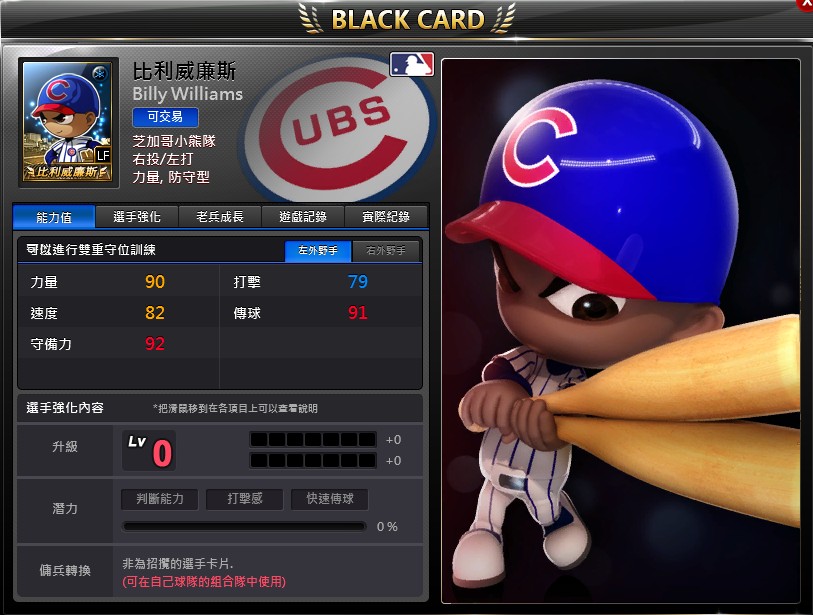 BLACK CARD
X
比利威廉斯
Billy Williams
可交易
芝加哥小熊隊
右投/左打
力量, 防守型
LF
比利威廉斯
CUBS
能力值 選手強化 老兵成長 遊戲記錄 實際紀錄
可以進行雙重守位訓練 左外野手 右外野手
力量 90 打擊 79
速度 82 傳球 91
守備力 92
選手強化內容 *把滑鼠移到在各項目上可以查看說明
升級 Lv 0 +0
+0
潛力 判斷能力 打擊感 快速傳球
0 %
傭兵轉換 非為招攬的選手卡片.
(可在自己球隊的組合隊中使用)
C